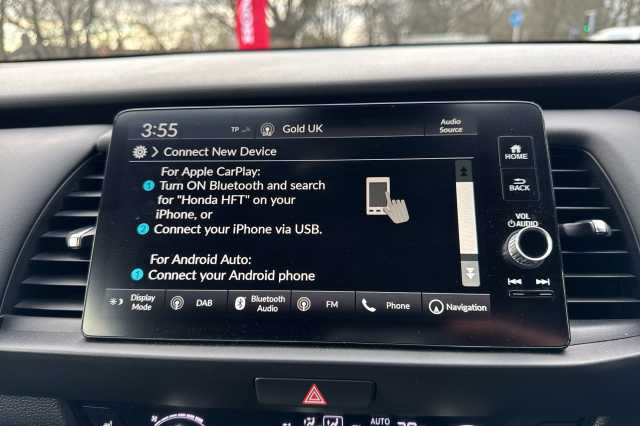 3:55 TP Gold UK Audio Source
Connect New Device
For Apple CarPlay:
1 Turn ON Bluetooth and search
for "Honda HFT" on your
iPhone, or
2 Connect your iPhone via USB.
For Android Auto:
1 Connect your Android phone
Display Mode
DAB
Bluetooth Audio
FM
Phone
Navigation
HOME
BACK
VOL
AUDIO
AUTO